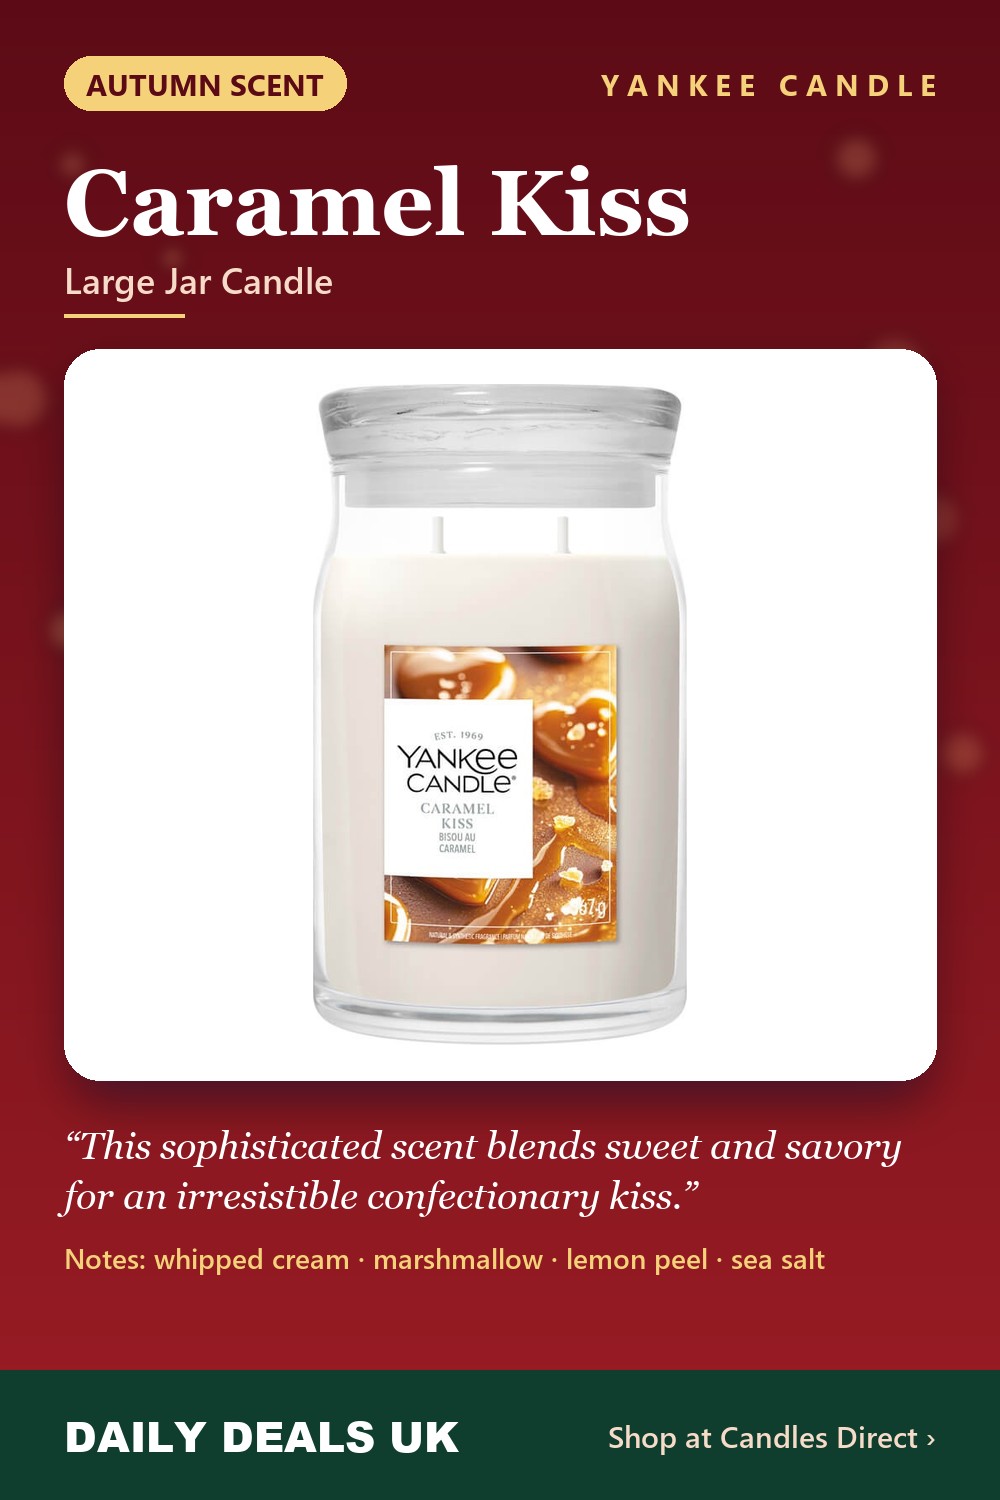 AUTUMN SCENT
YANKEE CANDLE
Caramel Kiss
Large Jar Candle
EST. 1969
YANKEE
CANDLE®
CARAMEL
KISS
BISOU AU
CARAMEL
“This sophisticated scent blends sweet and savory
for an irresistible confectionary kiss.”
Notes: whipped cream · marshmallow · lemon peel · sea salt
DAILY DEALS UK
Shop at Candles Direct ›